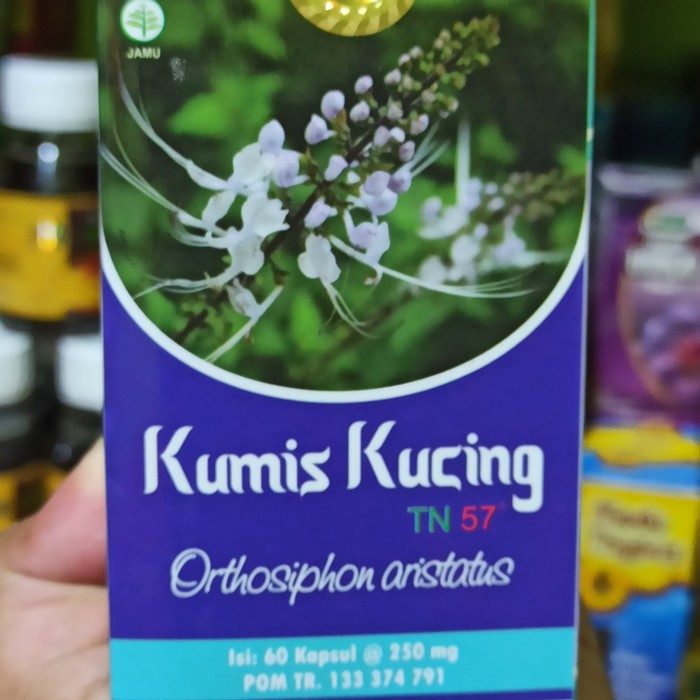 JAMU
Kumis Kucing
TN 57
Orthosiphon aristatus
Isi: 60 Kapsul @ 250 mg
POM TR. 133 374 791